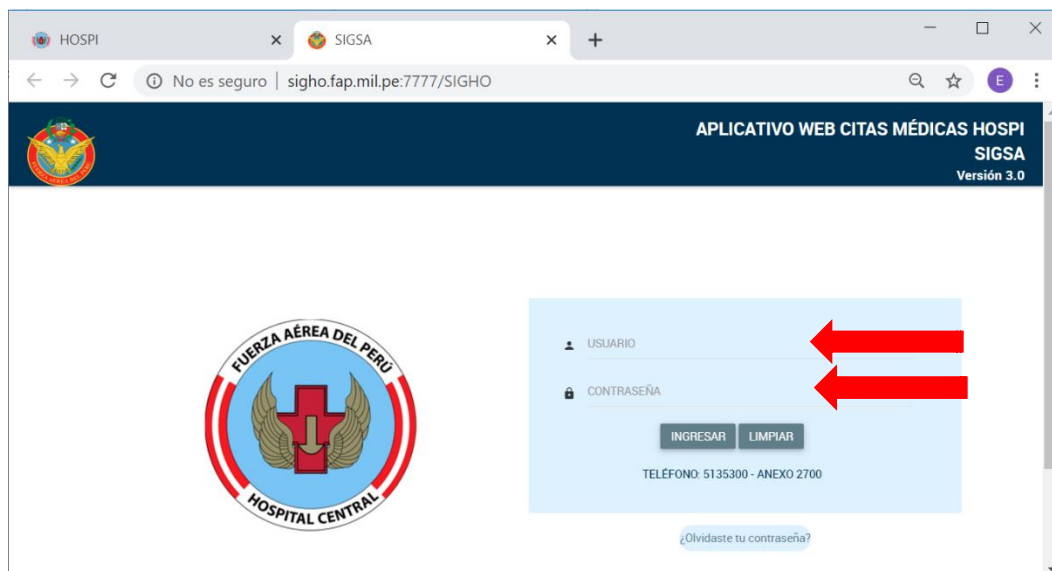 HOSPI
SIGSA
No es seguro | sigho.fap.mil.pe:7777/SIGHO
E
APLICATIVO WEB CITAS MÉDICAS HOSPI
SIGSA
Versión 3.0
FUERZA AÉREA DEL PERÚ
HOSPITAL CENTRAL
USUARIO
CONTRASEÑA
INGRESAR LIMPIAR
TELÉFONO: 5135300 - ANEXO 2700
¿Olvidaste tu contraseña?